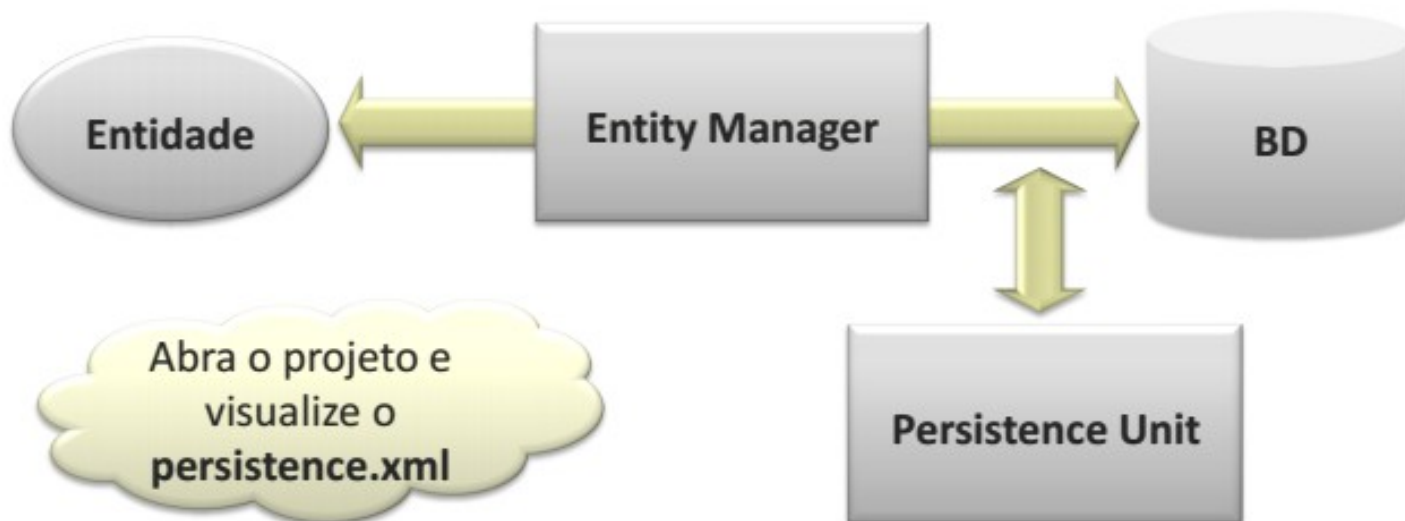 Entidade
Entity Manager
BD
Abra o projeto e
visualize o
persistence.xml
Persistence Unit